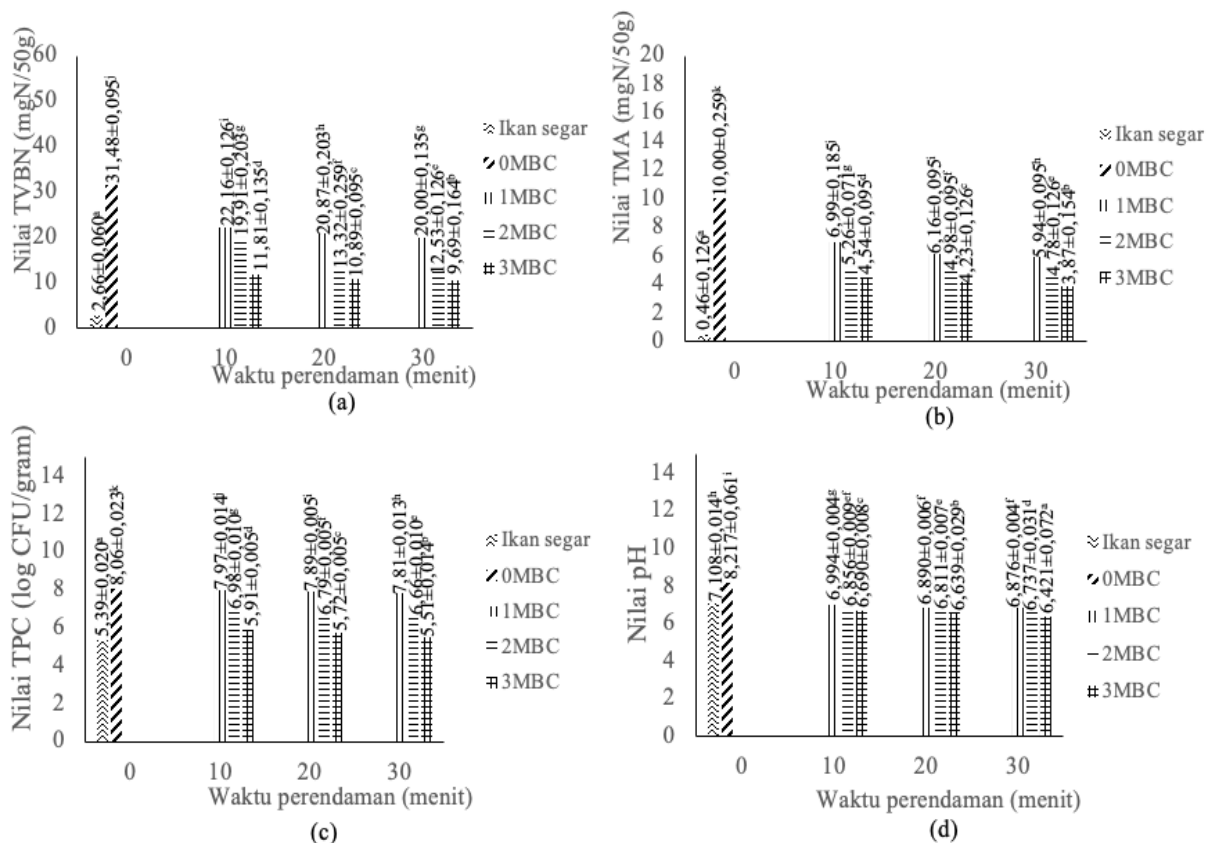 (a)
Nilai TVBN (mgN/50g)
60
50
40
30
20
10
0
2,66±0,060ᵃ
31,48±0,095ʲ
22,16±0,126ⁱ
19,91±0,203ᵍ
11,81±0,135ᵈ
20,87±0,203ʰ
13,32±0,259ᶠ
10,89±0,095ᶜ
20,00±0,135ᵍ
12,53±0,126ᵉ
9,69±0,164ᵇ
0 10 20 30
Waktu perendaman (menit)
(a)
Ikan segar
0MBC
1MBC
2MBC
3MBC
b)
Nilai TMA (mgN/50g)
20
18
16
14
12
10
8
6
4
2
0
0,46±0,126ᵃ
10,00±0,259ᵏ
6,99±0,185ʲ
5,26±0,071ᵍ
4,54±0,095ᵈ
6,16±0,095ⁱ
4,98±0,095ᶠ
4,23±0,126ᶜ
5,94±0,095ʰ
4,78±0,126ᵉ
3,87±0,154ᵇ
0 10 20 30
Waktu perendaman (menit)
(b)
Ikan segar
0MBC
1MBC
2MBC
3MBC
Nilai TPC (log CFU/gram)
14
12
10
8
6
4
2
0
5,39±0,020ᵃ
8,06±0,023ᵏ
7,97±0,014ʲ
6,98±0,010ᵍ
5,91±0,005ᵈ
7,89±0,005ⁱ
6,79±0,005ᶠ
5,72±0,005ᶜ
7,81±0,013ʰ
6,66±0,010ᵉ
5,51±0,014ᵇ
0 10 20 30
Waktu perendaman (menit)
(c)
Ikan segar
0MBC
1MBC
2MBC
3MBC
Nilai pH
14
12
10
8
6
4
2
0
7,108±0,014ʰ
8,217±0,061ⁱ
6,994±0,004ᵍ
6,856±0,009ᵉᶠ
6,690±0,008ᶜ
6,890±0,006ᶠ
6,811±0,007ᵉ
6,639±0,029ᵇ
6,876±0,004ᶠ
6,737±0,031ᵈ
6,421±0,072ᵃ
0 10 20 30
Waktu perendaman (menit)
(d)
Ikan segar
0MBC
1MBC
2MBC
3MBC